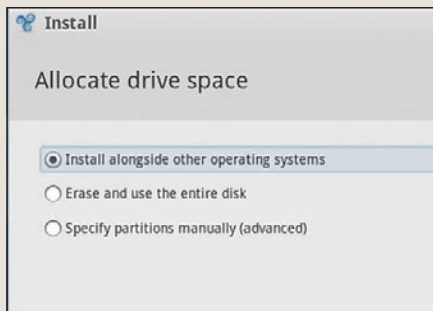 Install
Allocate drive space
Install alongside other operating systems
Erase and use the entire disk
Specify partitions manually (advanced)